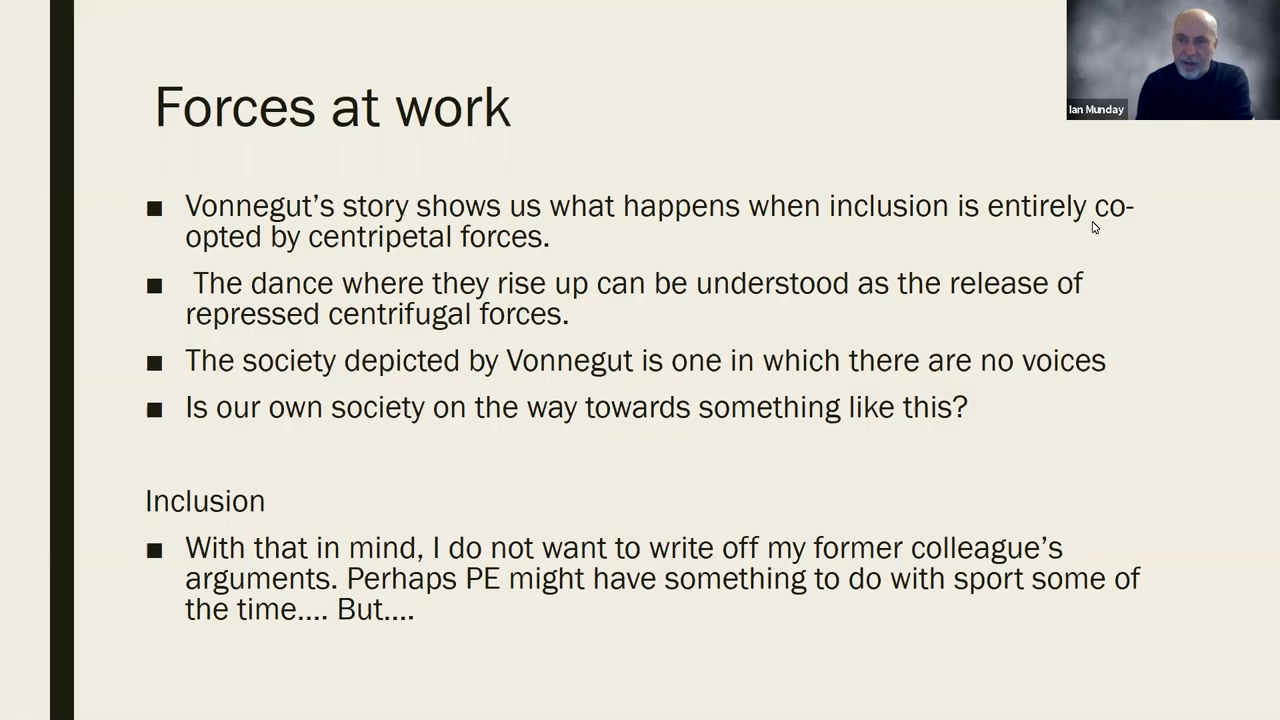 Forces at work
Ian Munday
■ Vonnegut’s story shows us what happens when inclusion is entirely co-
opted by centripetal forces.
■ The dance where they rise up can be understood as the release of
repressed centrifugal forces.
■ The society depicted by Vonnegut is one in which there are no voices
■ Is our own society on the way towards something like this?
Inclusion
■ With that in mind, I do not want to write off my former colleague’s
arguments. Perhaps PE might have something to do with sport some of
the time.... But....